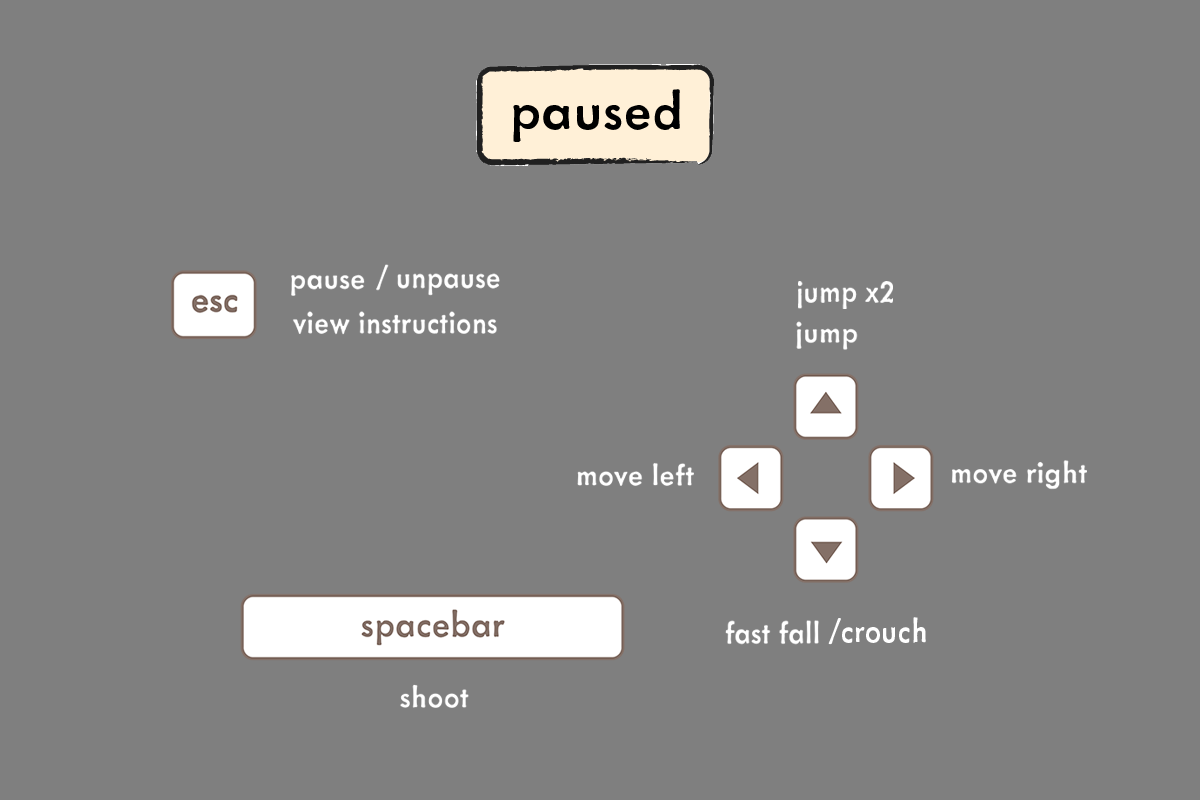 paused
esc
pause / unpause
view instructions
jump x2
jump
move left
move right
spacebar
fast fall /crouch
shoot